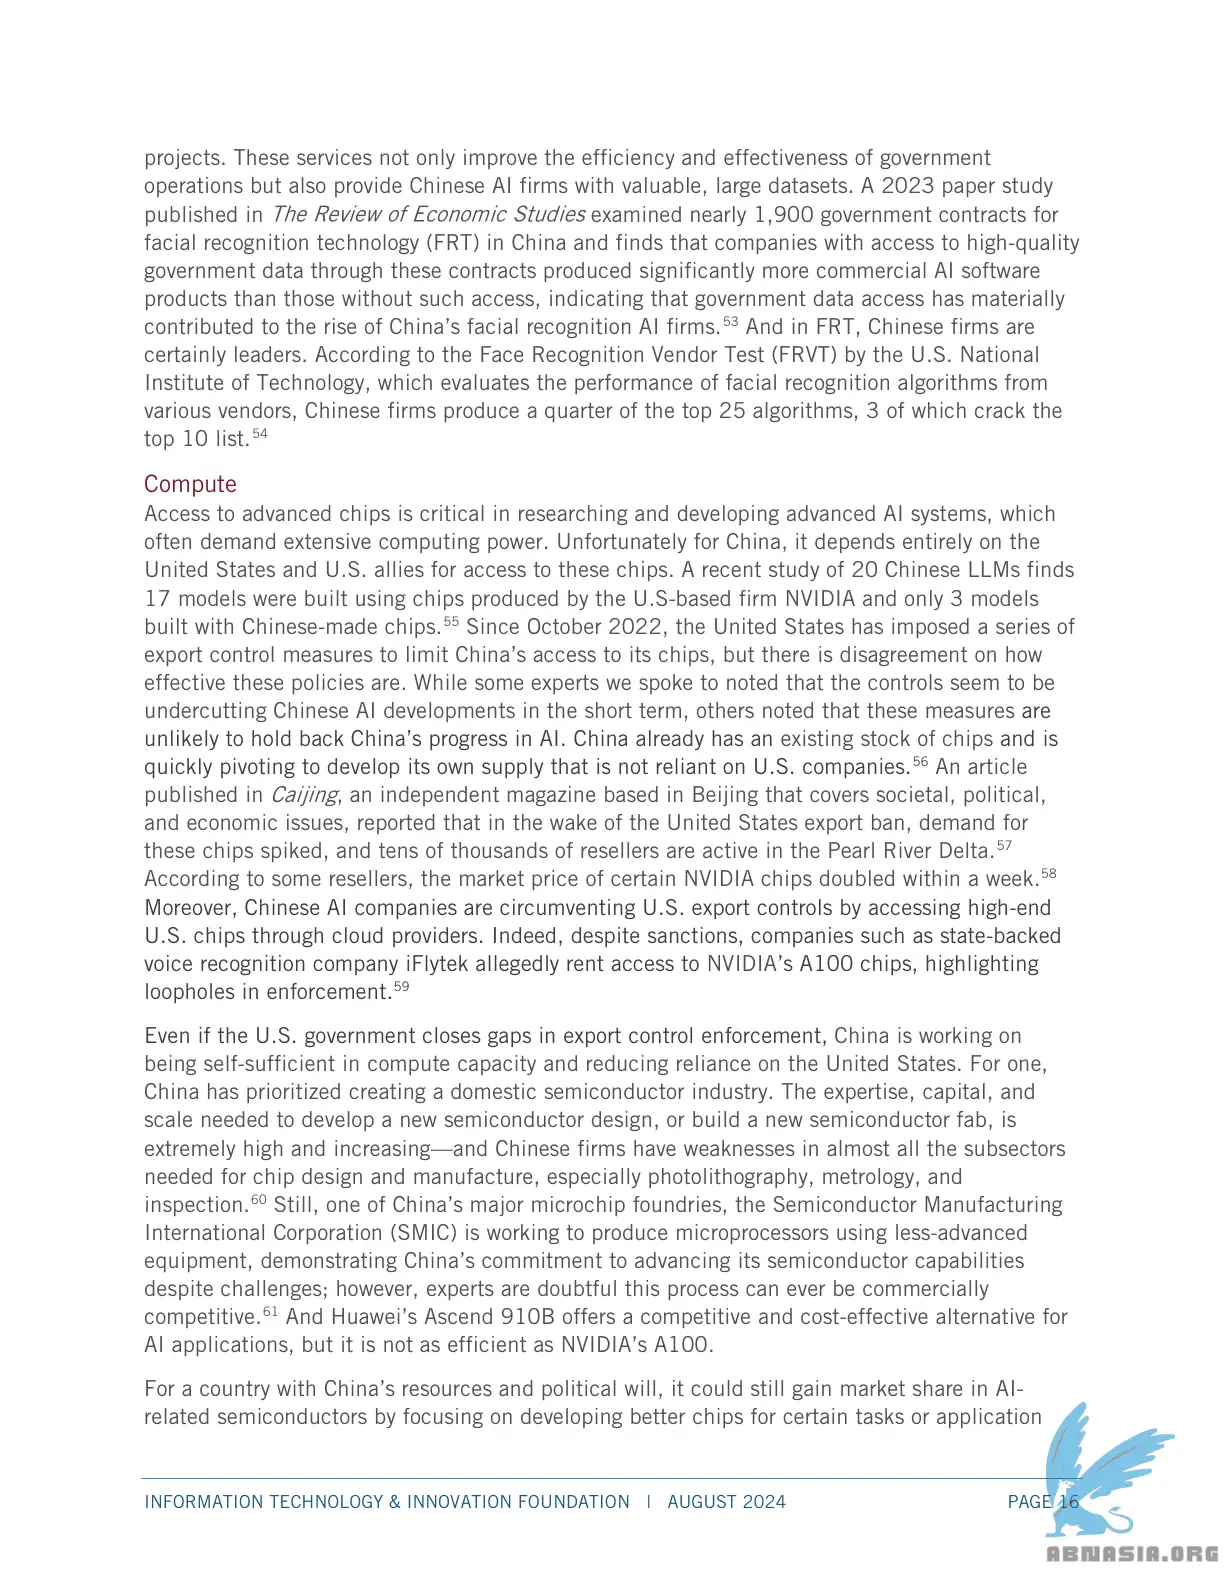 projects. These services not only improve the efficiency and effectiveness of government
operations but also provide Chinese AI firms with valuable, large datasets. A 2023 paper study
published in The Review of Economic Studies examined nearly 1,900 government contracts for
facial recognition technology (FRT) in China and finds that companies with access to high-quality
government data through these contracts produced significantly more commercial AI software
products than those without such access, indicating that government data access has materially
contributed to the rise of China’s facial recognition AI firms.53 And in FRT, Chinese firms are
certainly leaders. According to the Face Recognition Vendor Test (FRVT) by the U.S. National
Institute of Technology, which evaluates the performance of facial recognition algorithms from
various vendors, Chinese firms produce a quarter of the top 25 algorithms, 3 of which crack the
top 10 list.54
Compute
Access to advanced chips is critical in researching and developing advanced AI systems, which
often demand extensive computing power. Unfortunately for China, it depends entirely on the
United States and U.S. allies for access to these chips. A recent study of 20 Chinese LLMs finds
17 models were built using chips produced by the U.S-based firm NVIDIA and only 3 models
built with Chinese-made chips.55 Since October 2022, the United States has imposed a series of
export control measures to limit China’s access to its chips, but there is disagreement on how
effective these policies are. While some experts we spoke to noted that the controls seem to be
undercutting Chinese AI developments in the short term, others noted that these measures are
unlikely to hold back China’s progress in AI. China already has an existing stock of chips and is
quickly pivoting to develop its own supply that is not reliant on U.S. companies.56 An article
published in Caijing, an independent magazine based in Beijing that covers societal, political,
and economic issues, reported that in the wake of the United States export ban, demand for
these chips spiked, and tens of thousands of resellers are active in the Pearl River Delta.57
According to some resellers, the market price of certain NVIDIA chips doubled within a week.58
Moreover, Chinese AI companies are circumventing U.S. export controls by accessing high-end
U.S. chips through cloud providers. Indeed, despite sanctions, companies such as state-backed
voice recognition company iFlytek allegedly rent access to NVIDIA’s A100 chips, highlighting
loopholes in enforcement.59
Even if the U.S. government closes gaps in export control enforcement, China is working on
being self-sufficient in compute capacity and reducing reliance on the United States. For one,
China has prioritized creating a domestic semiconductor industry. The expertise, capital, and
scale needed to develop a new semiconductor design, or build a new semiconductor fab, is
extremely high and increasing—and Chinese firms have weaknesses in almost all the subsectors
needed for chip design and manufacture, especially photolithography, metrology, and
inspection.60 Still, one of China’s major microchip foundries, the Semiconductor Manufacturing
International Corporation (SMIC) is working to produce microprocessors using less-advanced
equipment, demonstrating China’s commitment to advancing its semiconductor capabilities
despite challenges; however, experts are doubtful this process can ever be commercially
competitive.61 And Huawei’s Ascend 910B offers a competitive and cost-effective alternative for
AI applications, but it is not as efficient as NVIDIA’s A100.
For a country with China’s resources and political will, it could still gain market share in AI-
related semiconductors by focusing on developing better chips for certain tasks or application
INFORMATION TECHNOLOGY & INNOVATION FOUNDATION | AUGUST 2024 PAGE 16
ABNASIA.ORG